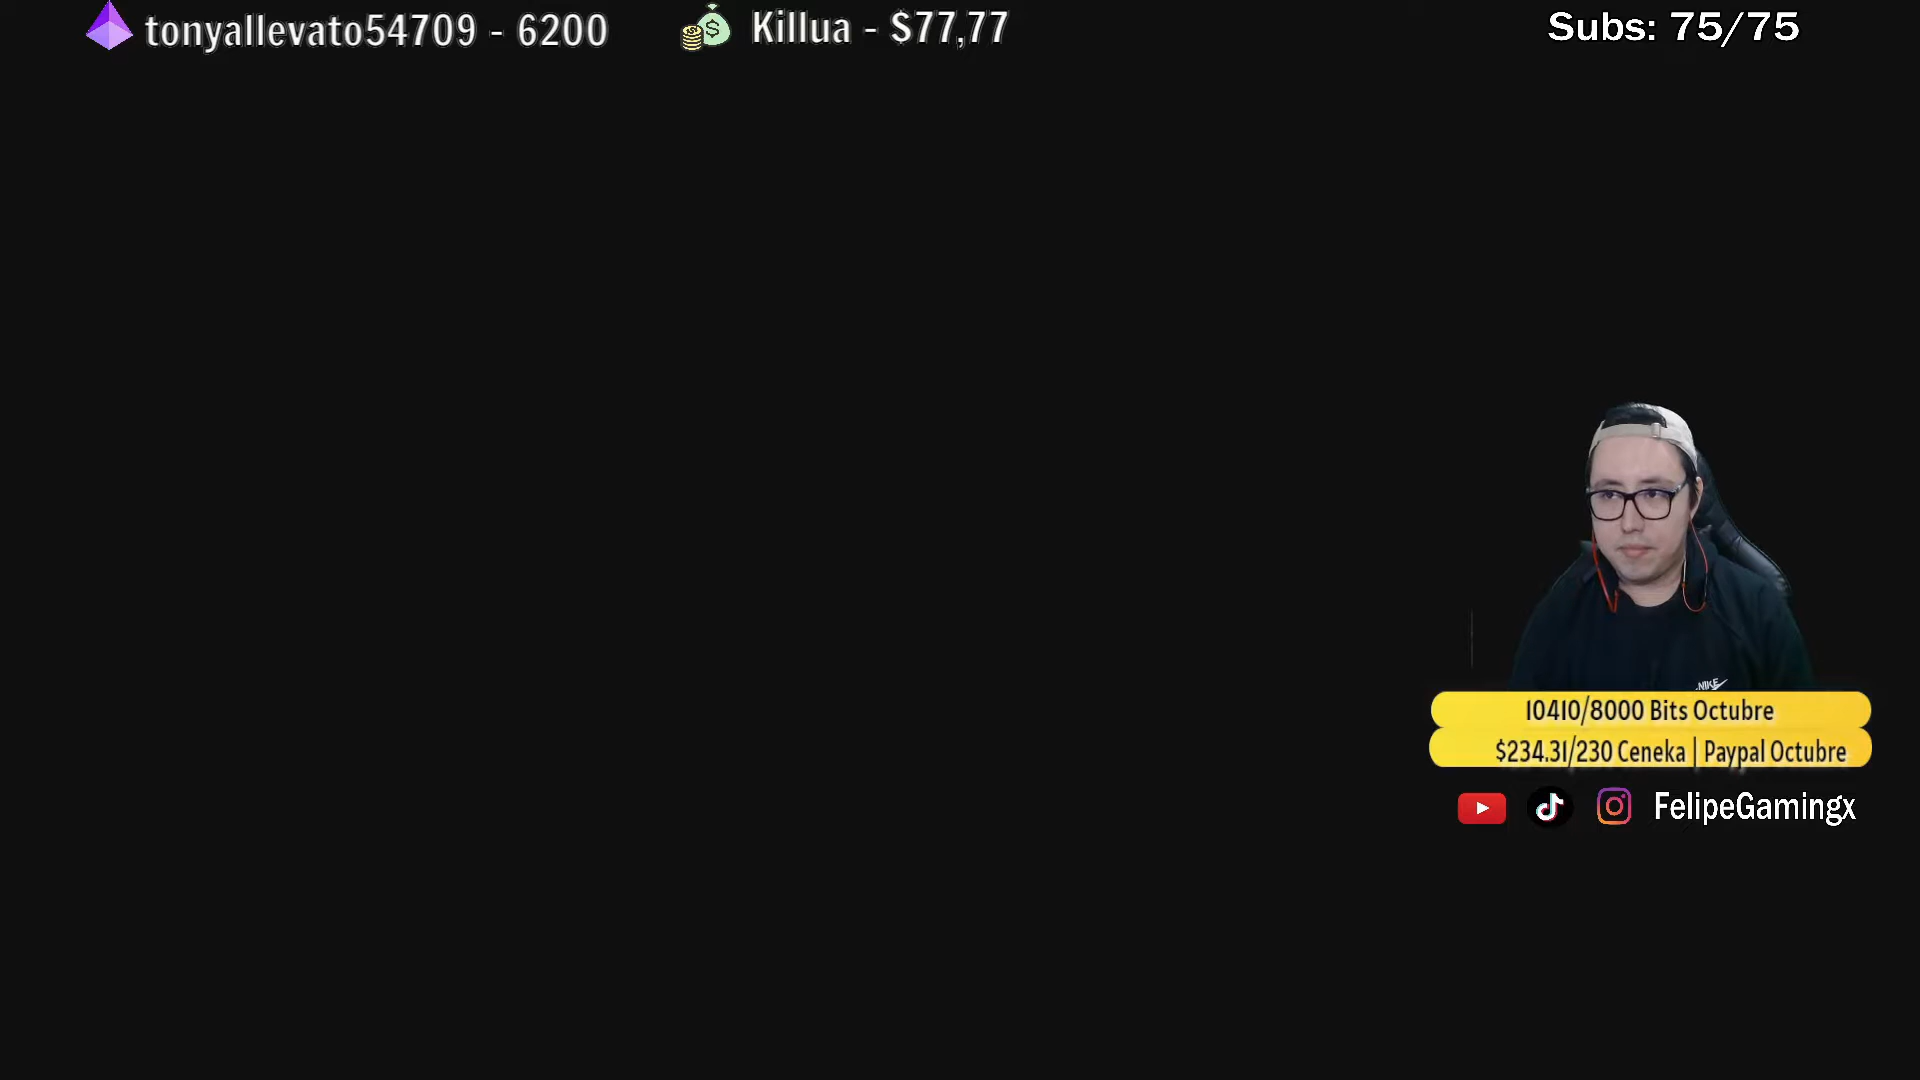 tonyallevato54709 - 6200
Killua - $77,77
Subs: 75/75
NIKE
10410/8000 Bits Octubre
$234.31/230 Ceneka | Paypal Octubre
FelipeGamingx